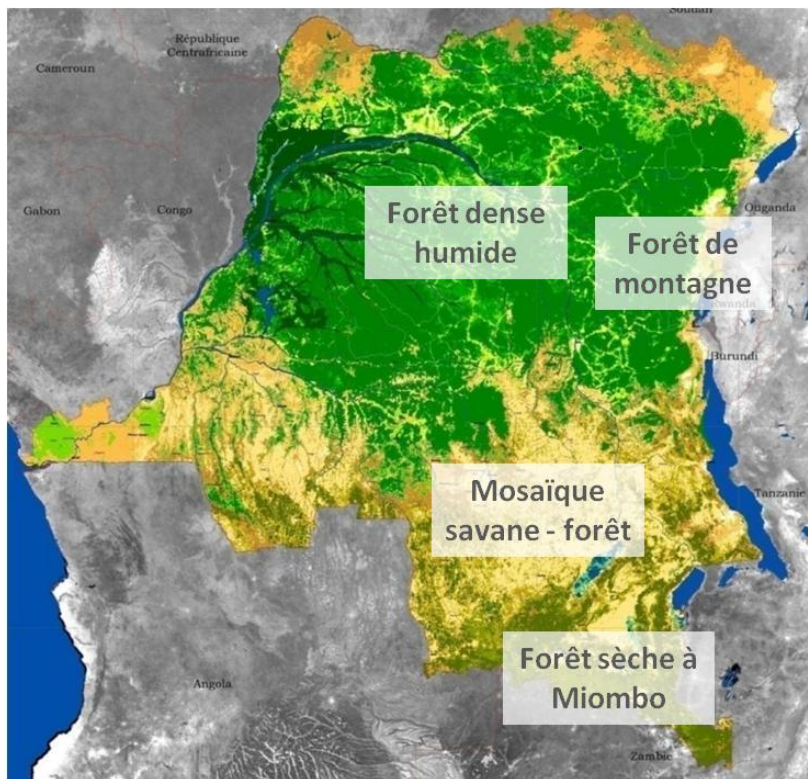 Soudan
République
Centrafricaine
Cameroun
Gabon
Congo
Ouganda
Forêt dense
humide
Forêt de
montagne
Rwanda
Burundi
Mosaïque
savane - forêt
Tanzanie
Forêt sèche à
Miombo
Angola
Zambie